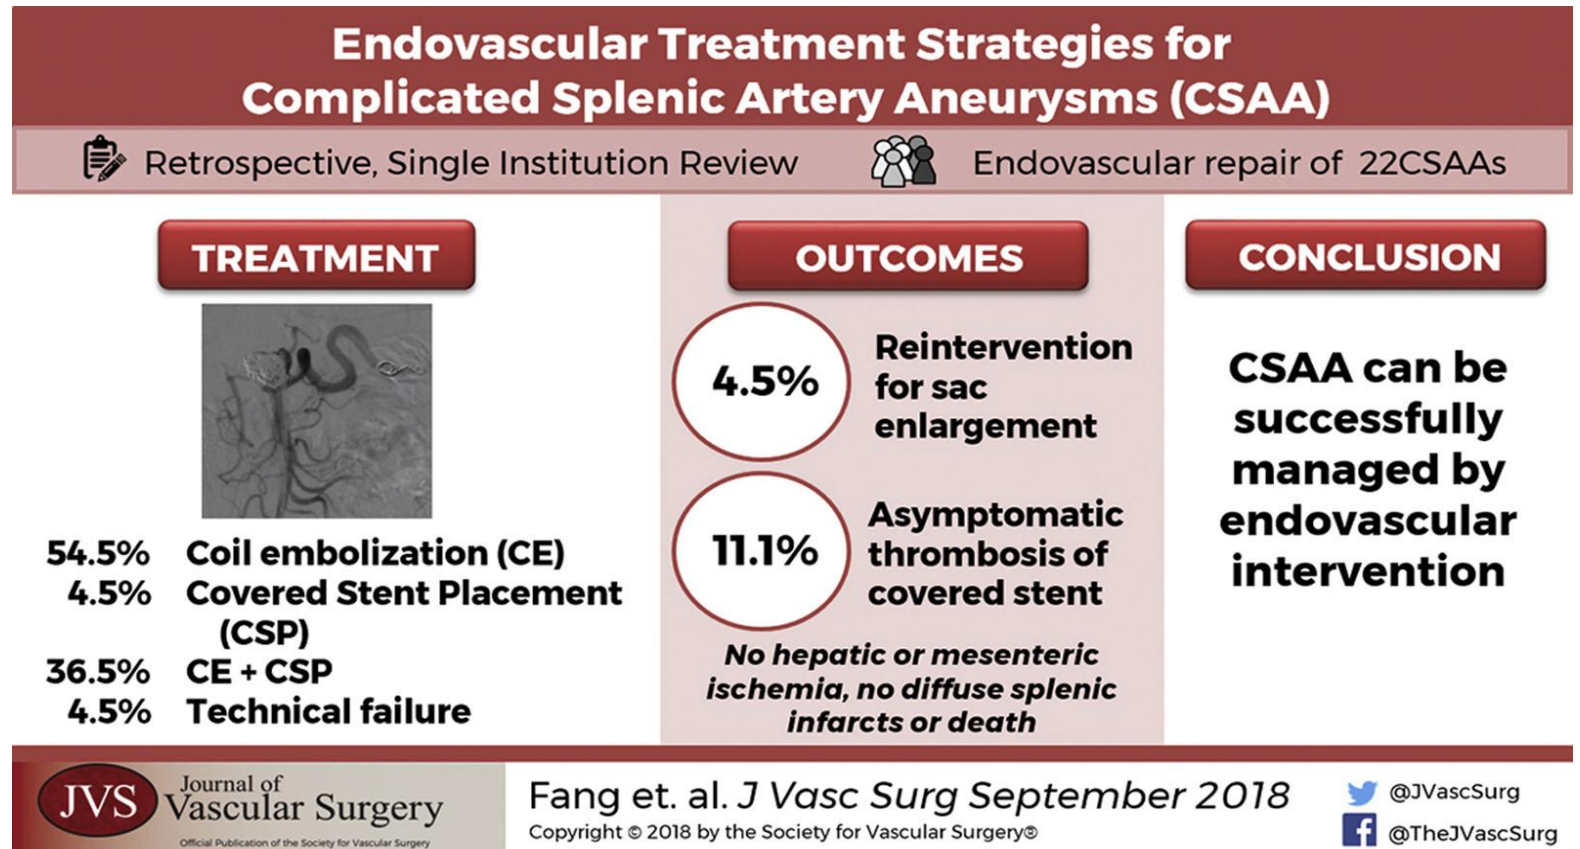 Endovascular Treatment Strategies for
Complicated Splenic Artery Aneurysms (CSAA)
Retrospective, Single Institution Review
Endovascular repair of 22CSAAs
TREATMENT
54.5% Coil embolization (CE)
4.5% Covered Stent Placement
(CSP)
36.5% CE + CSP
4.5% Technical failure
OUTCOMES
4.5%
Reintervention
for sac
enlargement
11.1%
Asymptomatic
thrombosis of
covered stent
No hepatic or mesenteric
ischemia, no diffuse splenic
infarcts or death
CONCLUSION
CSAA can be
successfully
managed by
endovascular
intervention
JVS
Journal of
Vascular Surgery
Official Publication of the Society for Vascular Surgery
Fang et. al. J Vasc Surg September 2018
Copyright © 2018 by the Society for Vascular Surgery®
@JVascSurg
@TheJVascSurg